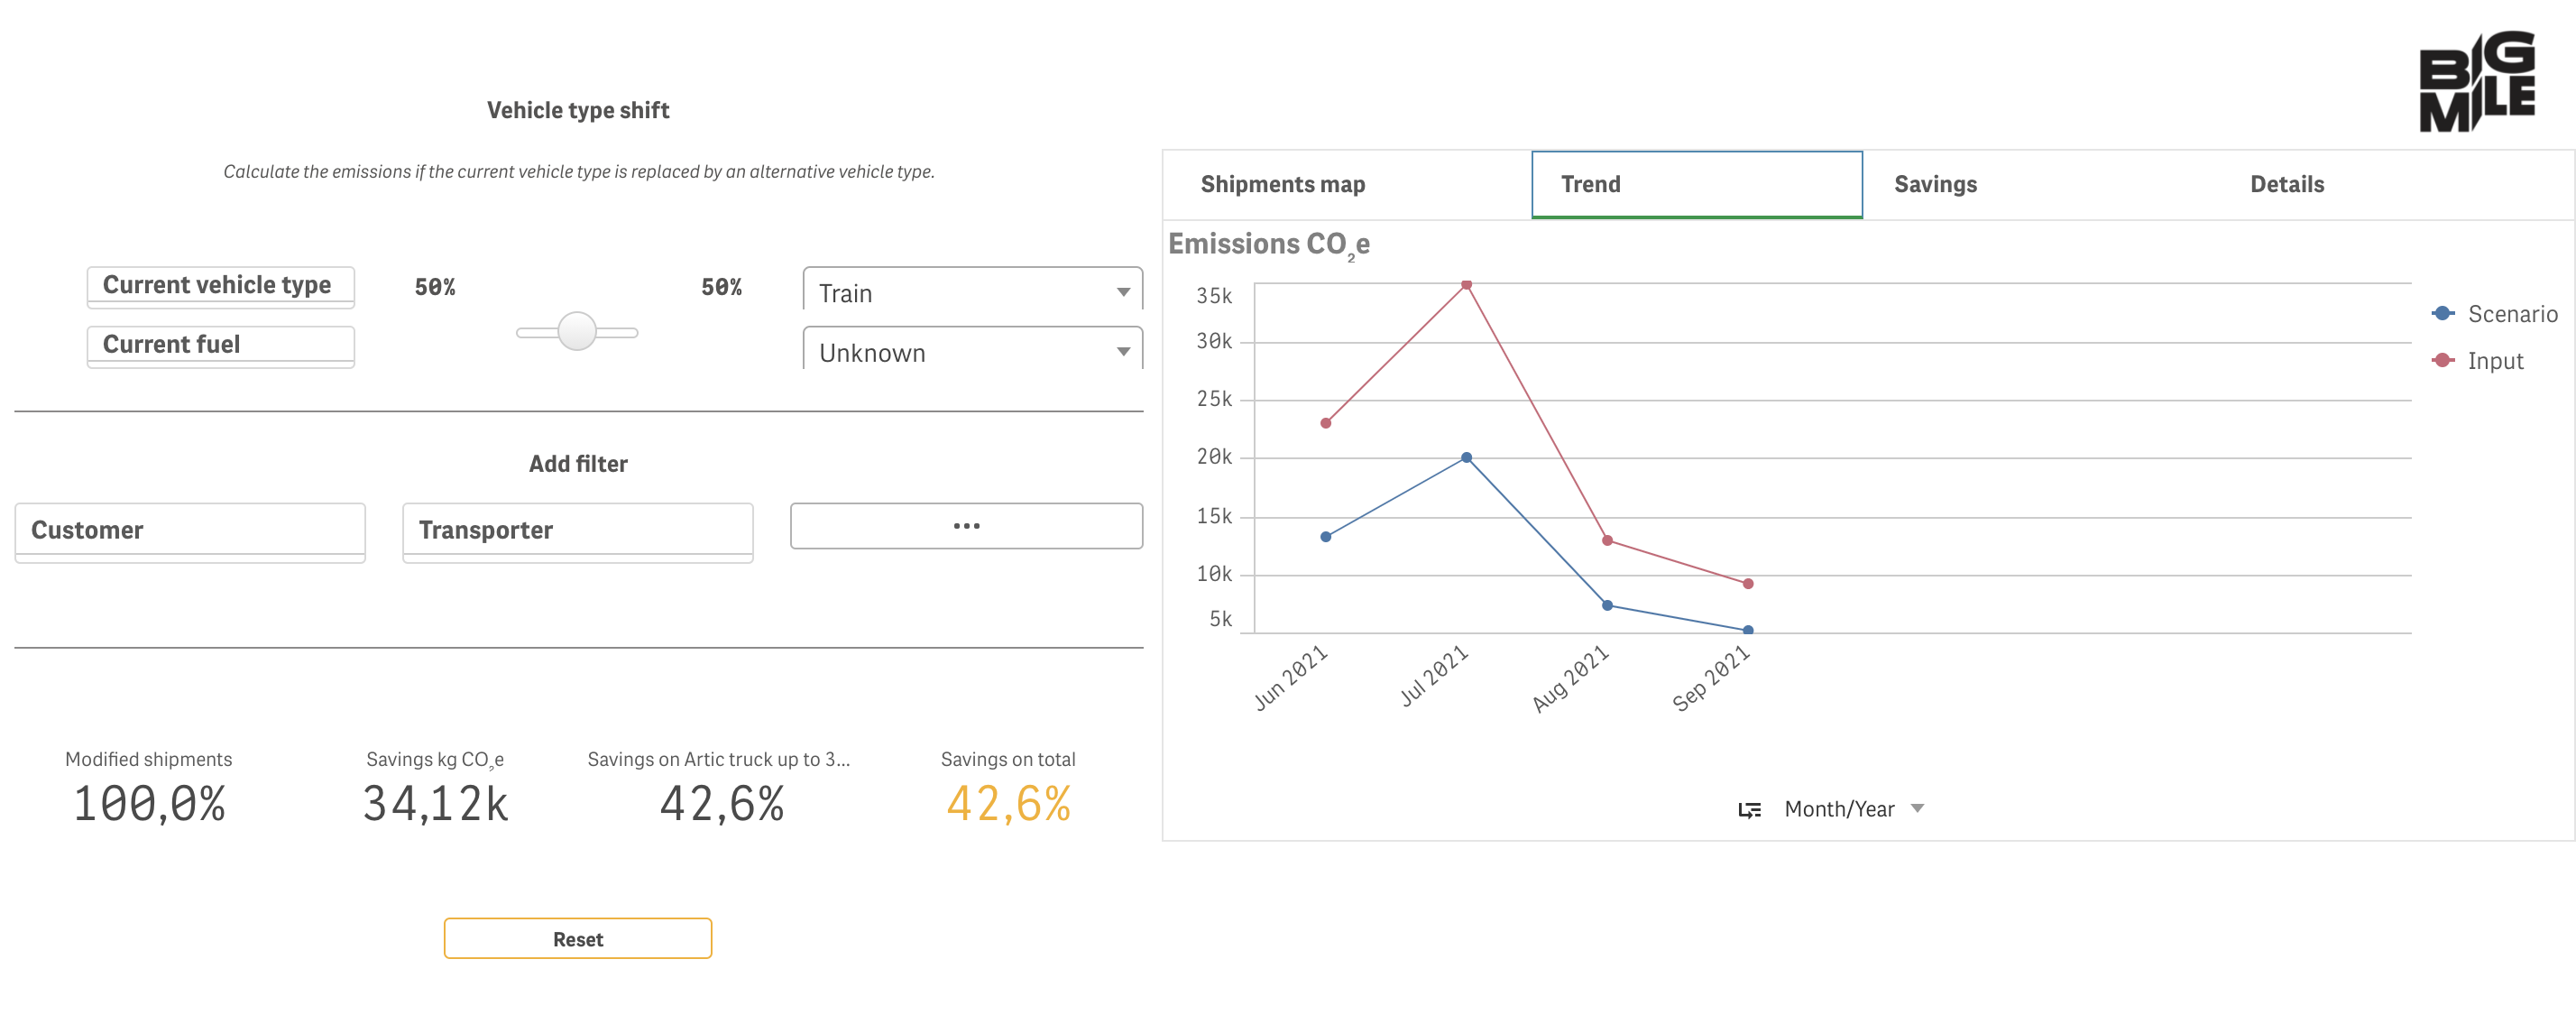 BIG
MILE
Vehicle type shift
Calculate the emissions if the current vehicle type is replaced by an alternative vehicle type.
Current vehicle type
50%
50%
Train
Current fuel
Unknown
Add filter
Customer
Transporter
...
Modified shipments
100,0%
Savings kg CO₂e
34,12k
Savings on Artic truck up to 3...
42,6%
Savings on total
42,6%
Reset
Shipments map
Trend
Savings
Details
Emissions CO₂e
35k
30k
25k
20k
15k
10k
5k
Jun 2021
Jul 2021
Aug 2021
Sep 2021
Scenario
Input
Month/Year